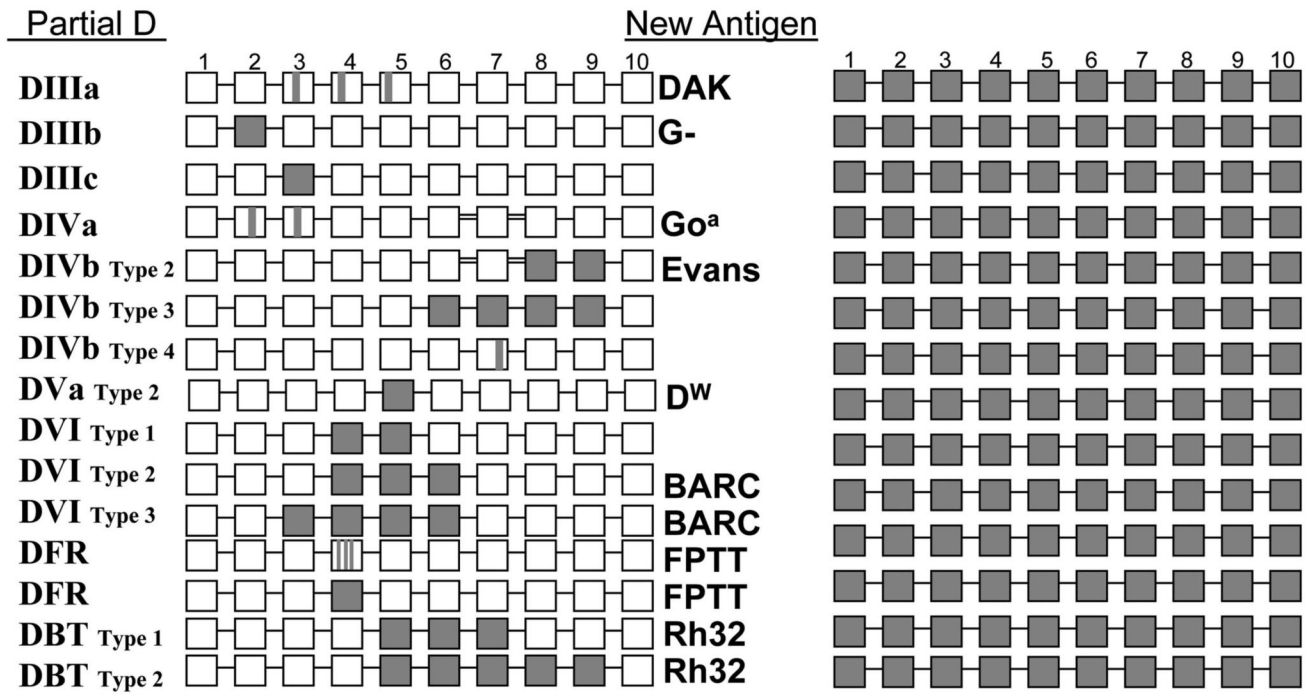 Partial D New Antigen
1 2 3 4 5 6 7 8 9 10 1 2 3 4 5 6 7 8 9 10
DIIIa DAK
DIIIb G-
DIIIc
DIVa Goᵃ
DIVb Type 2 Evans
DIVb Type 3
DIVb Type 4
DVa Type 2 Dᵂ
DVI Type 1
DVI Type 2 BARC
DVI Type 3 BARC
DFR FPTT
DFR FPTT
DBT Type 1 Rh32
DBT Type 2 Rh32